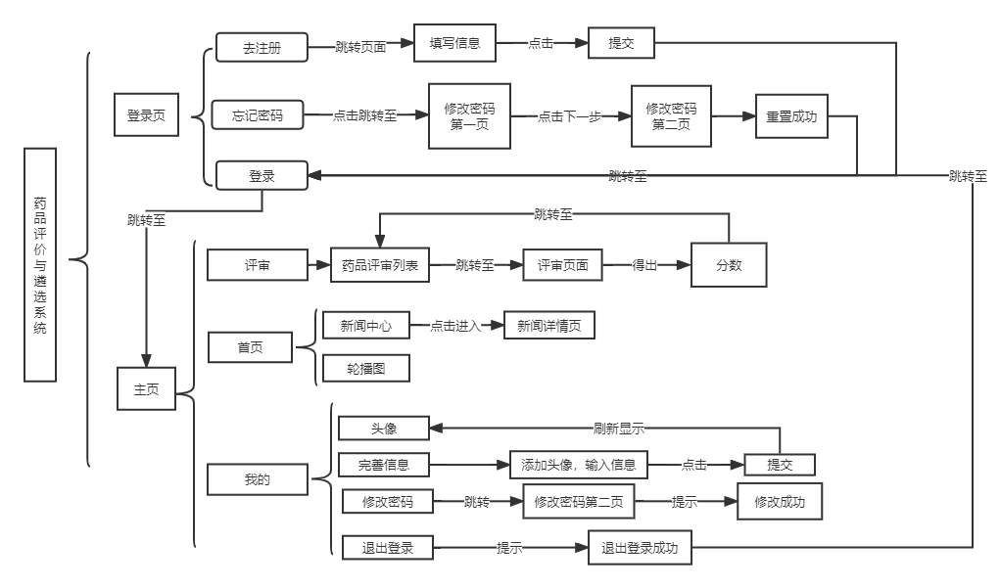 药品评价与遴选系统
登录页
去注册
跳转页面
填写信息
点击
提交
忘记密码
点击跳转至
修改密码
第一页
点击下一步
修改密码
第二页
重置成功
登录
跳转至
跳转至
跳转至
主页
评审
药品评审列表
跳转至
评审页面
得出
分数
跳转至
首页
新闻中心
点击进入
新闻详情页
轮播图
我的
头像
刷新显示
完善信息
添加头像，输入信息
点击
提交
修改密码
跳转
修改密码第二页
提示
修改成功
退出登录
提示
退出登录成功